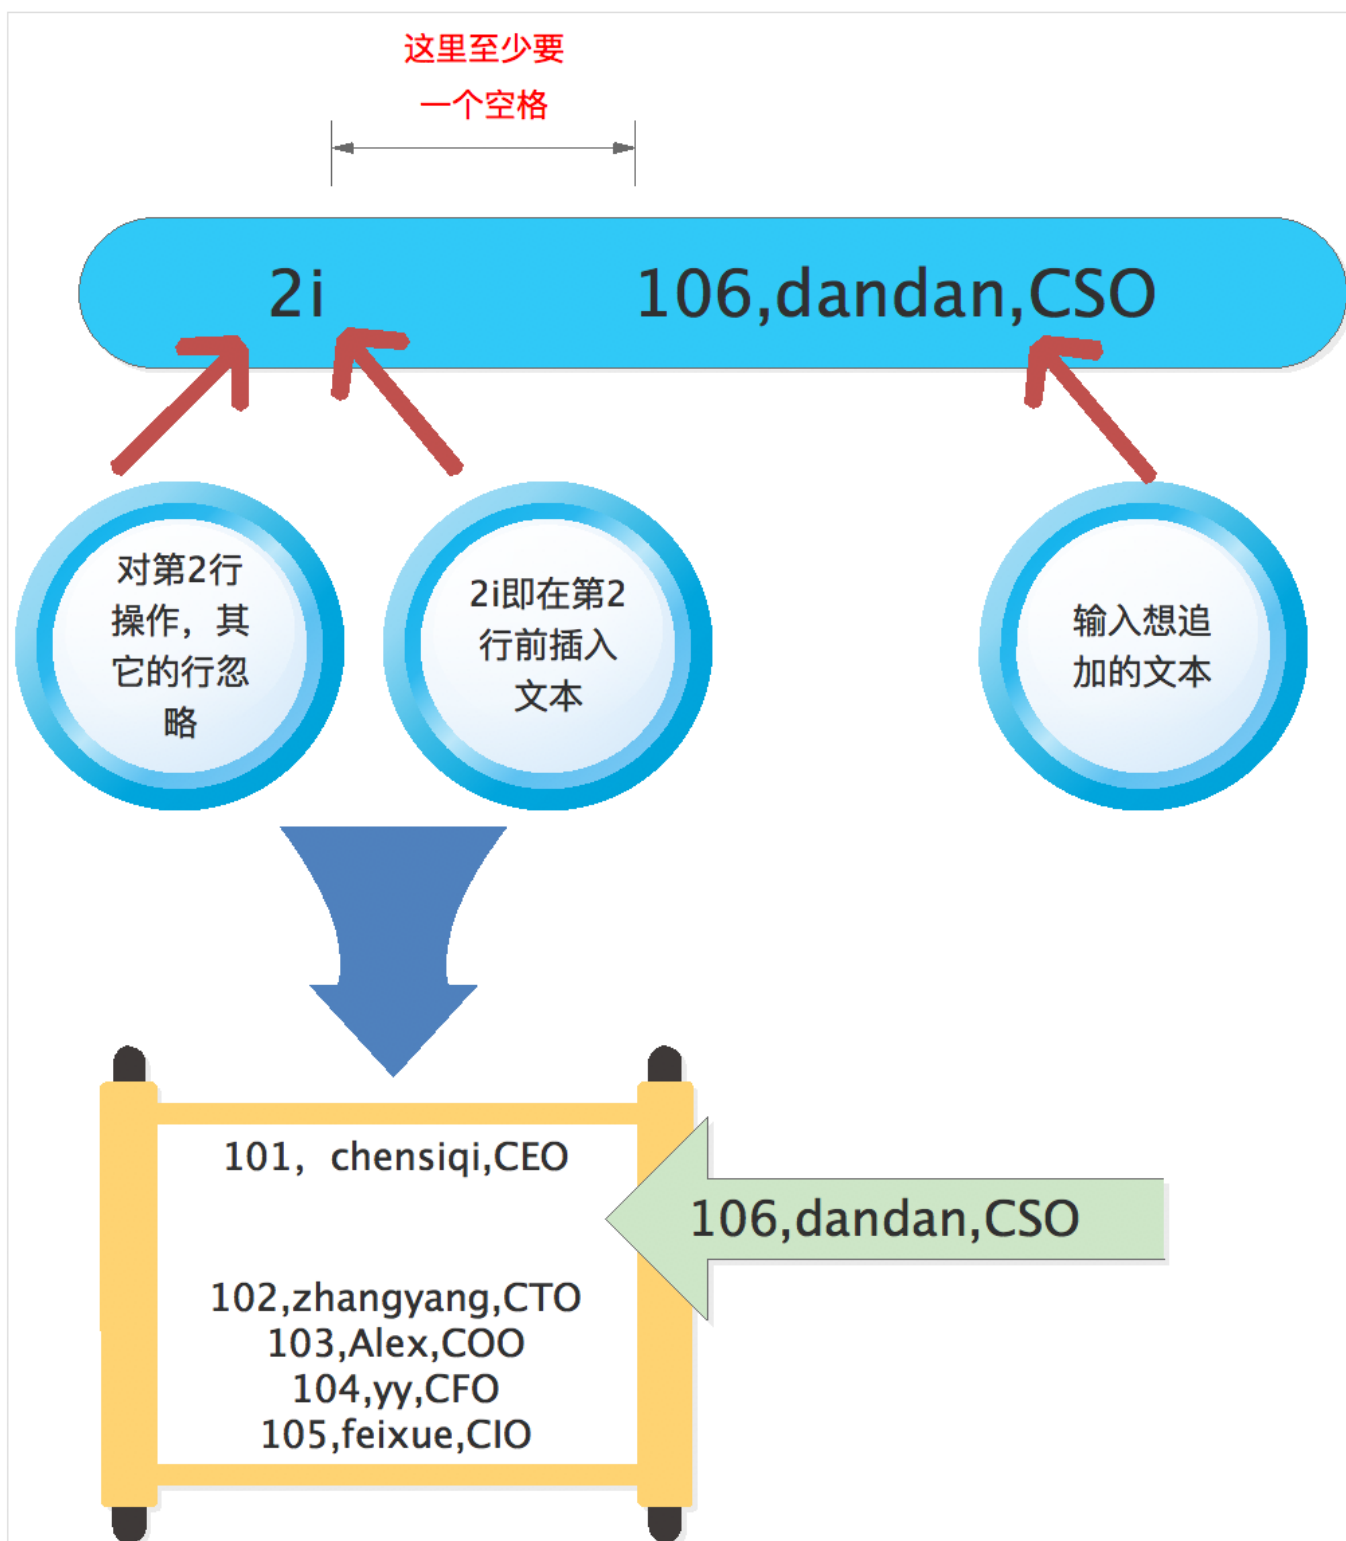 这里至少要
一个空格
2i 106,dandan,CSO
对第2行
操作，其
它的行忽
略
2i即在第2
行前插入
文本
输入想追
加的文本
101，chensiqi,CEO
106,dandan,CSO
102,zhangyang,CTO
103,Alex,COO
104,yy,CFO
105,feixue,CIO